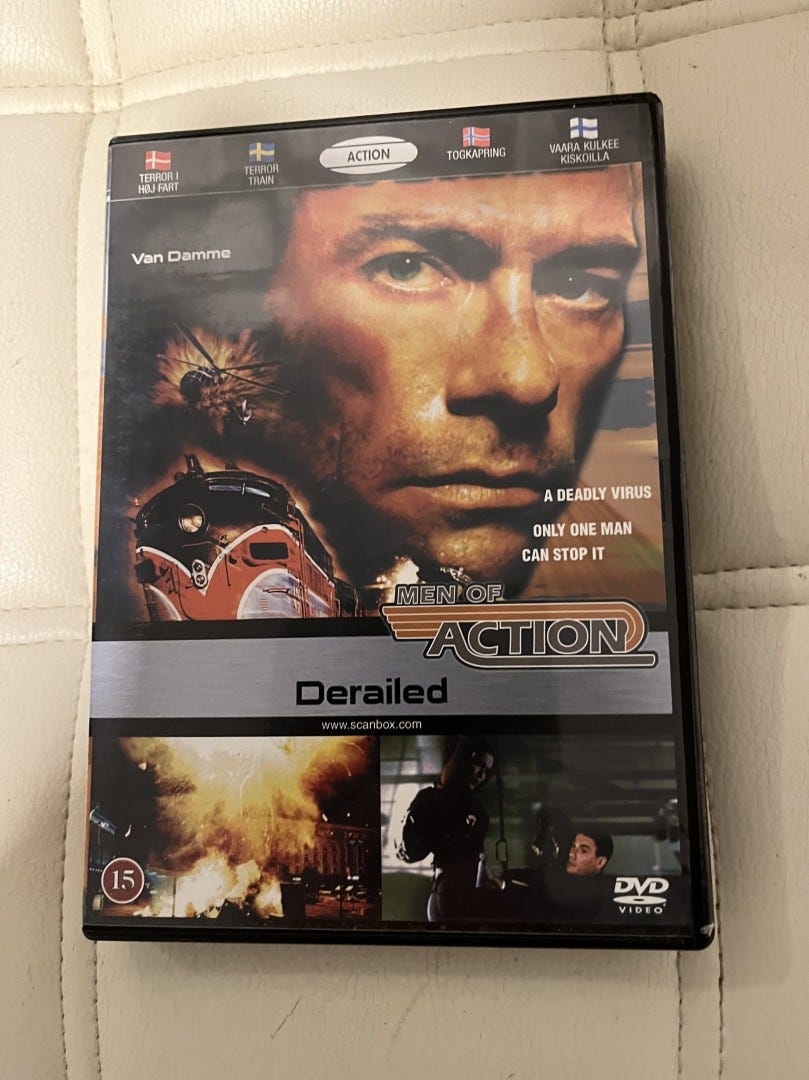 TERROR I
HØJ FART
TERROR
TRAIN
ACTION
TOGKAPRING
VAARA KULKEE
KISKOILLA
Van Damme
A DEADLY VIRUS
ONLY ONE MAN
CAN STOP IT
MEN OF
ACTION
Derailed
www.scanbox.com
15
DVD
VIDEO